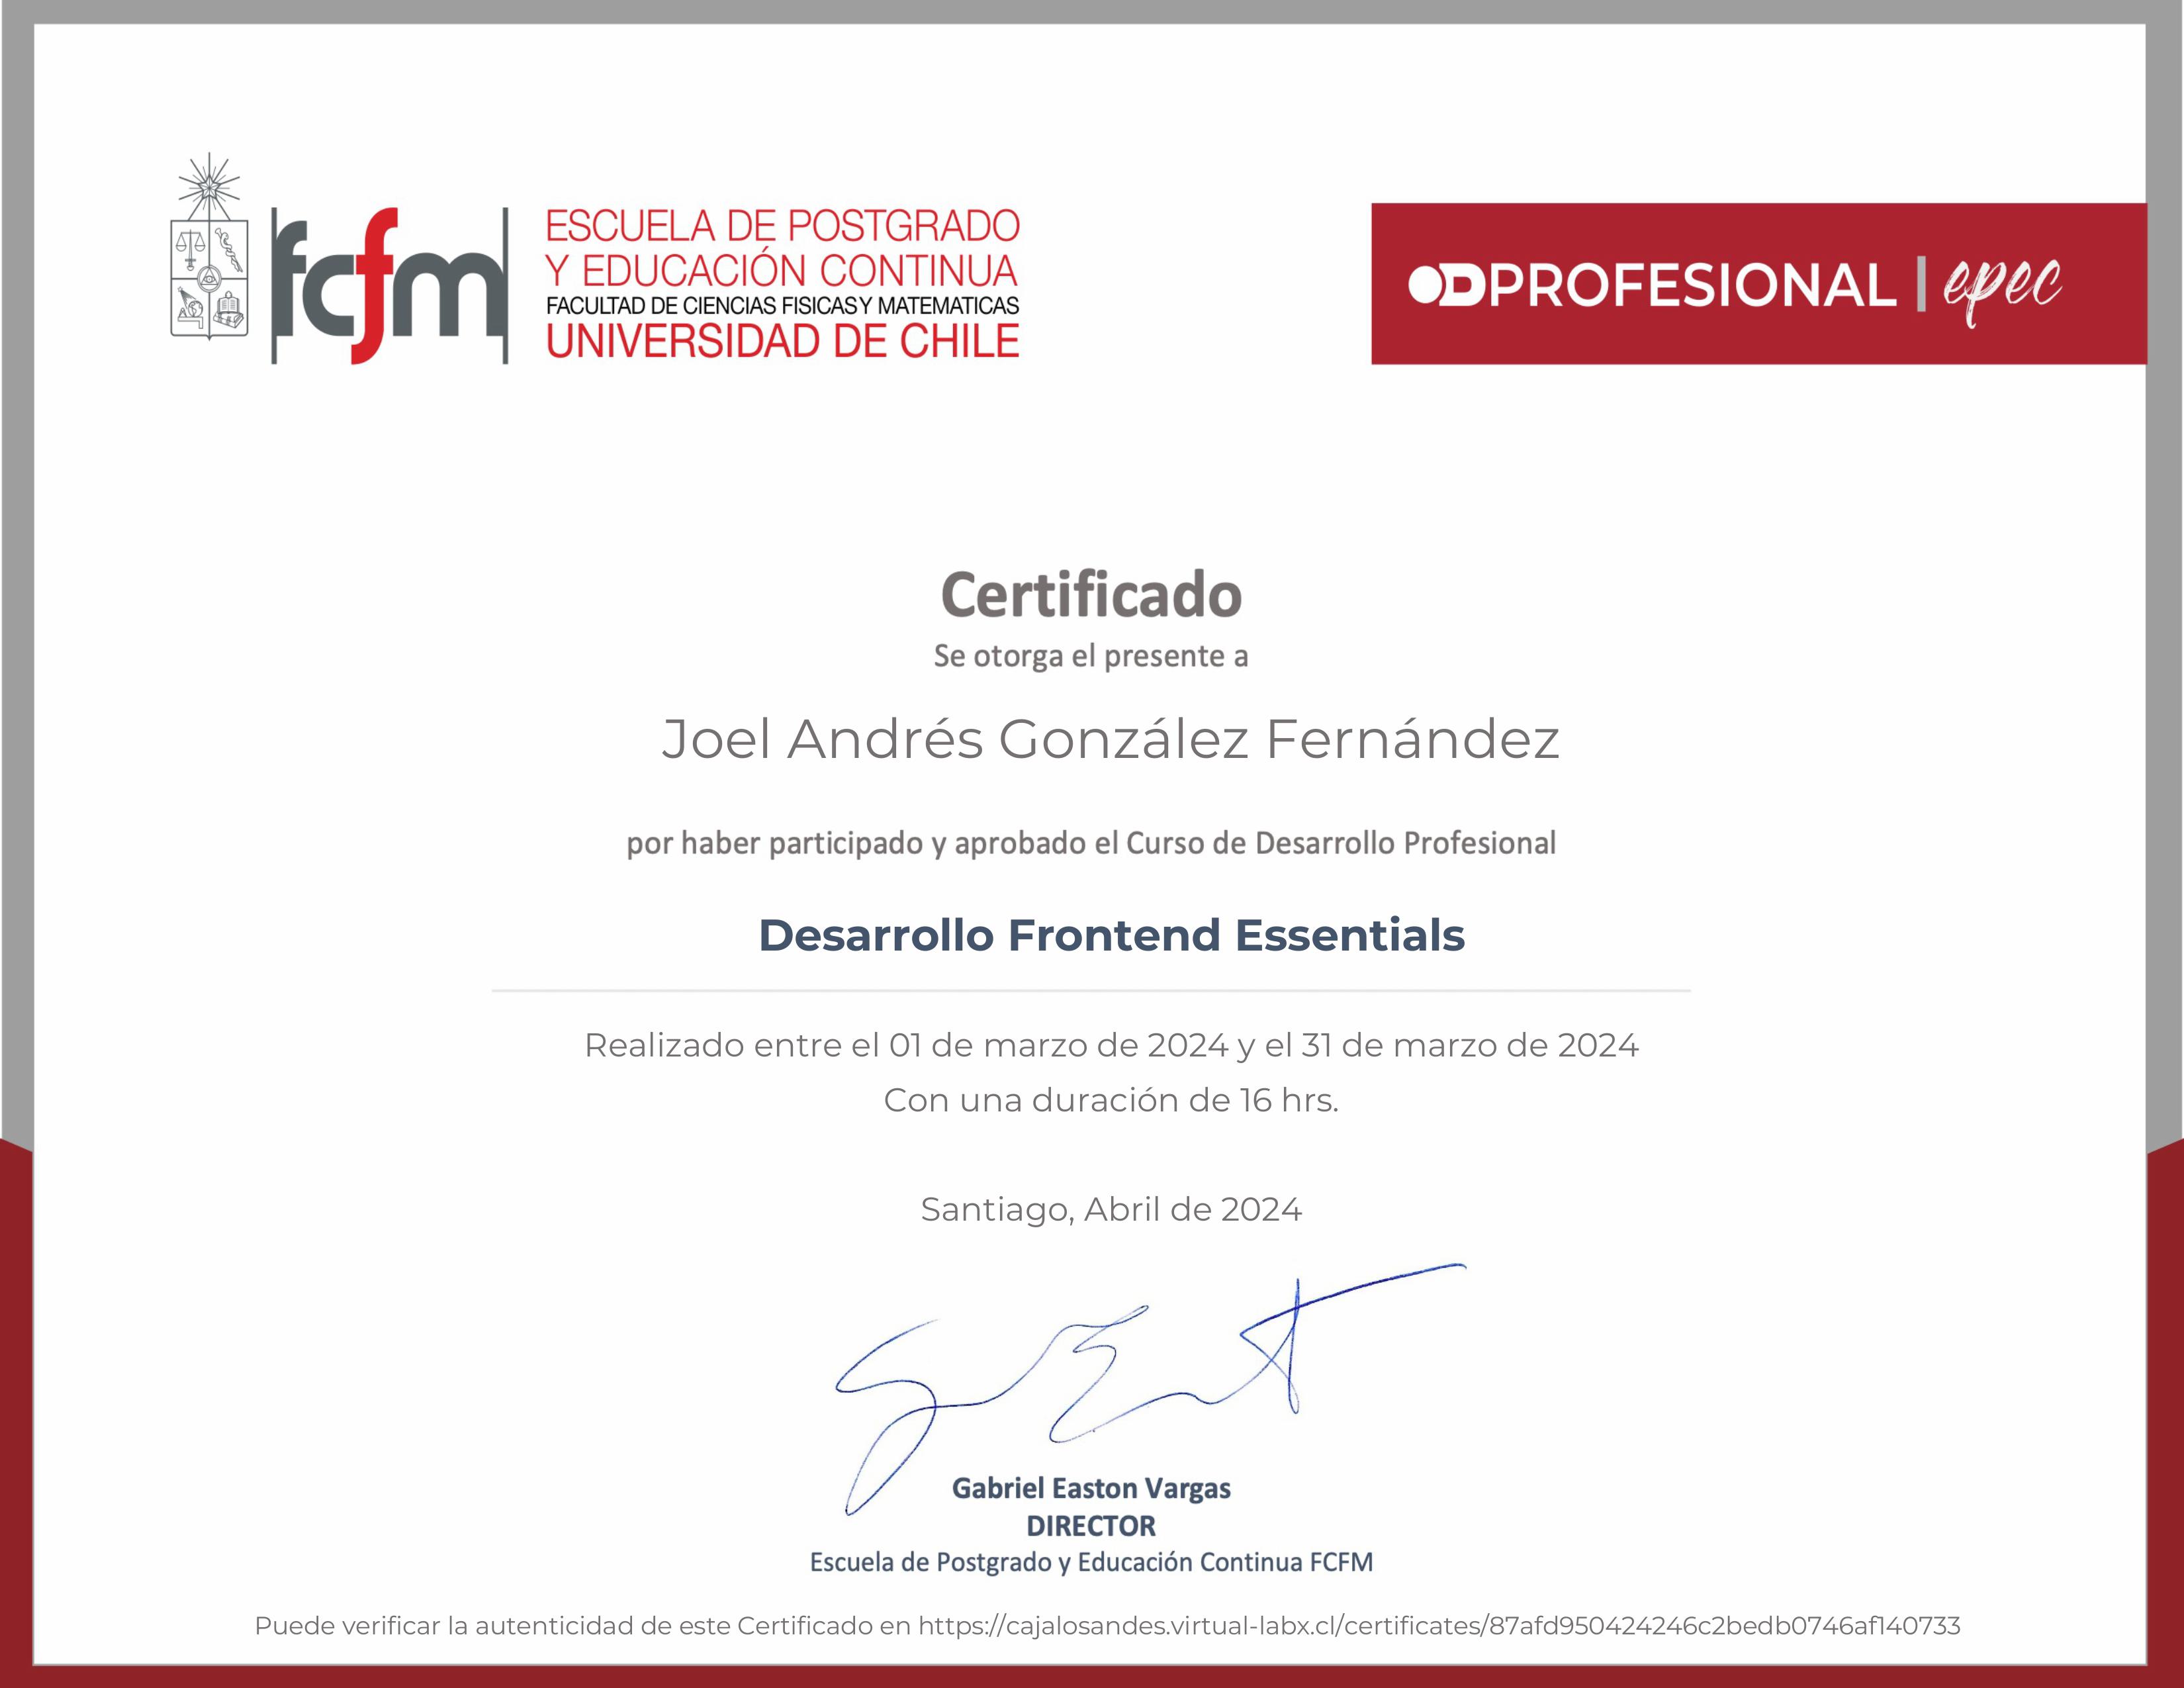 fcfm
ESCUELA DE POSTGRADO
Y EDUCACIÓN CONTINUA
FACULTAD DE CIENCIAS FISICAS Y MATEMATICAS
UNIVERSIDAD DE CHILE
PROFESIONAL | epec
Certificado
Se otorga el presente a
Joel Andrés González Fernández
por haber participado y aprobado el Curso de Desarrollo Profesional
Desarrollo Frontend Essentials
Realizado entre el 01 de marzo de 2024 y el 31 de marzo de 2024
Con una duración de 16 hrs.
Santiago, Abril de 2024
Gabriel Easton Vargas
DIRECTOR
Escuela de Postgrado y Educación Continua FCFM
Puede verificar la autenticidad de este Certificado en https://cajalosandes.virtual-labx.cl/certificates/87afd950424246c2bedb0746af140733